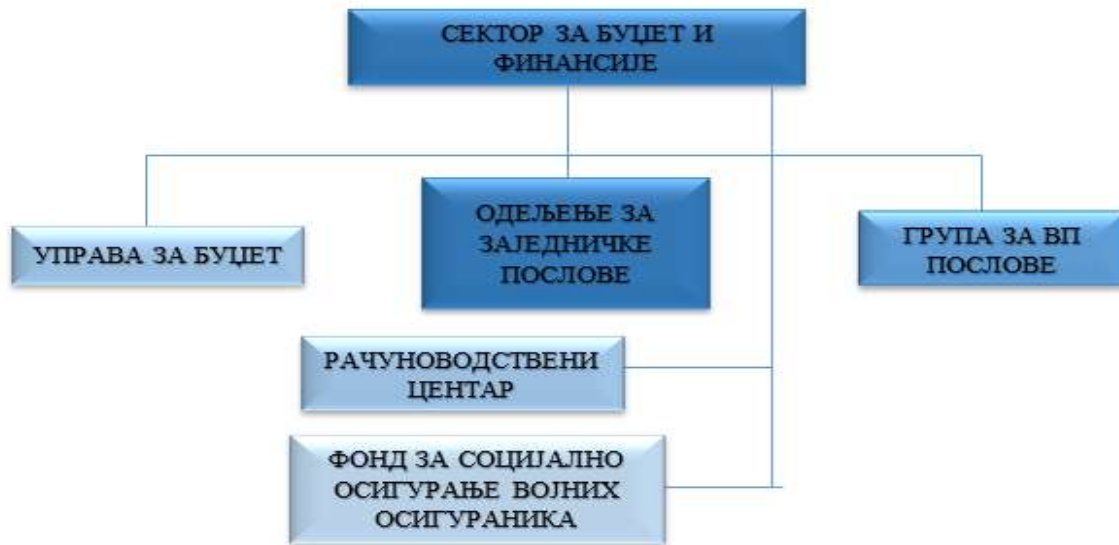 СЕКТОР ЗА БУЏЕТ И
ФИНАНСИЈЕ
УПРАВА ЗА БУЏЕТ
ОДЕЉЕЊЕ ЗА
ЗАЈЕДНИЧКЕ
ПОСЛОВЕ
ГРУПА ЗА ВП
ПОСЛОВЕ
РАЧУНОВОДСТВЕНИ
ЦЕНТАР
ФОНД ЗА СОЦИЈАЛНО
ОСИГУРАЊЕ ВОЈНИХ
ОСИГУРАНИКА